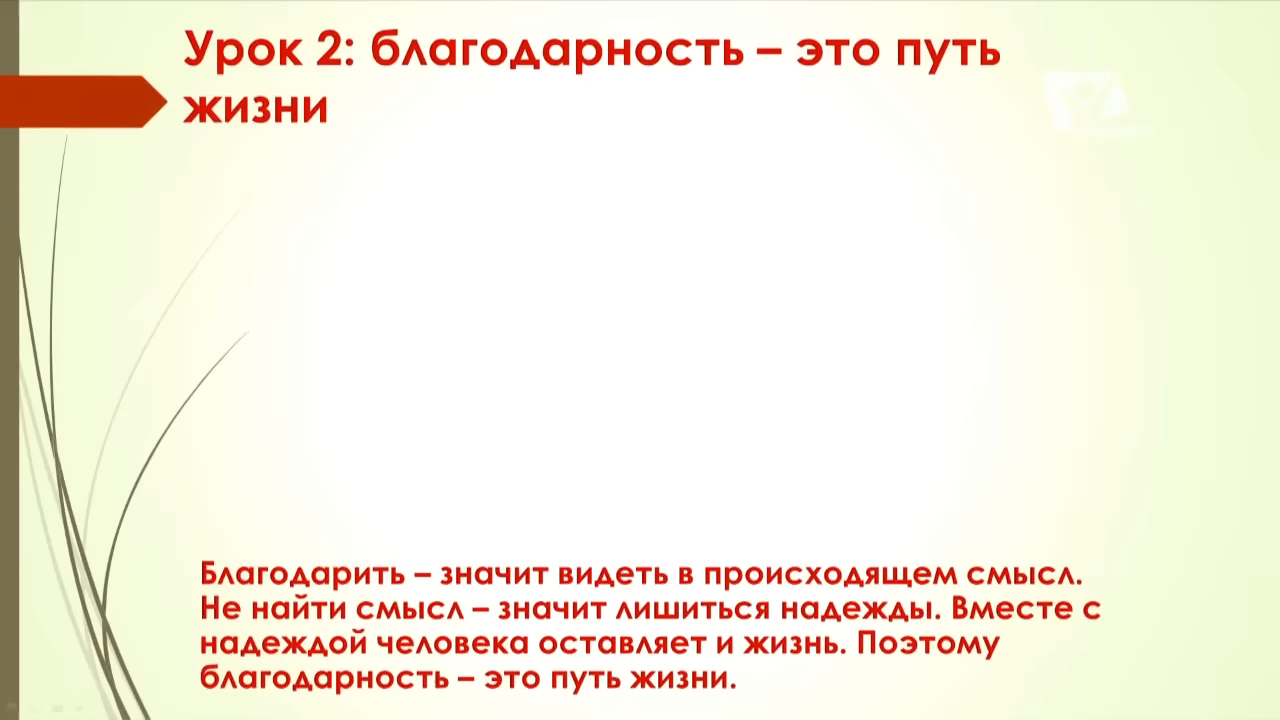 Урок 2: благодарность – это путь
жизни
Благодарить – значит видеть в происходящем смысл.
Не найти смысл – значит лишиться надежды. Вместе с
надеждой человека оставляет и жизнь. Поэтому
благодарность – это путь жизни.